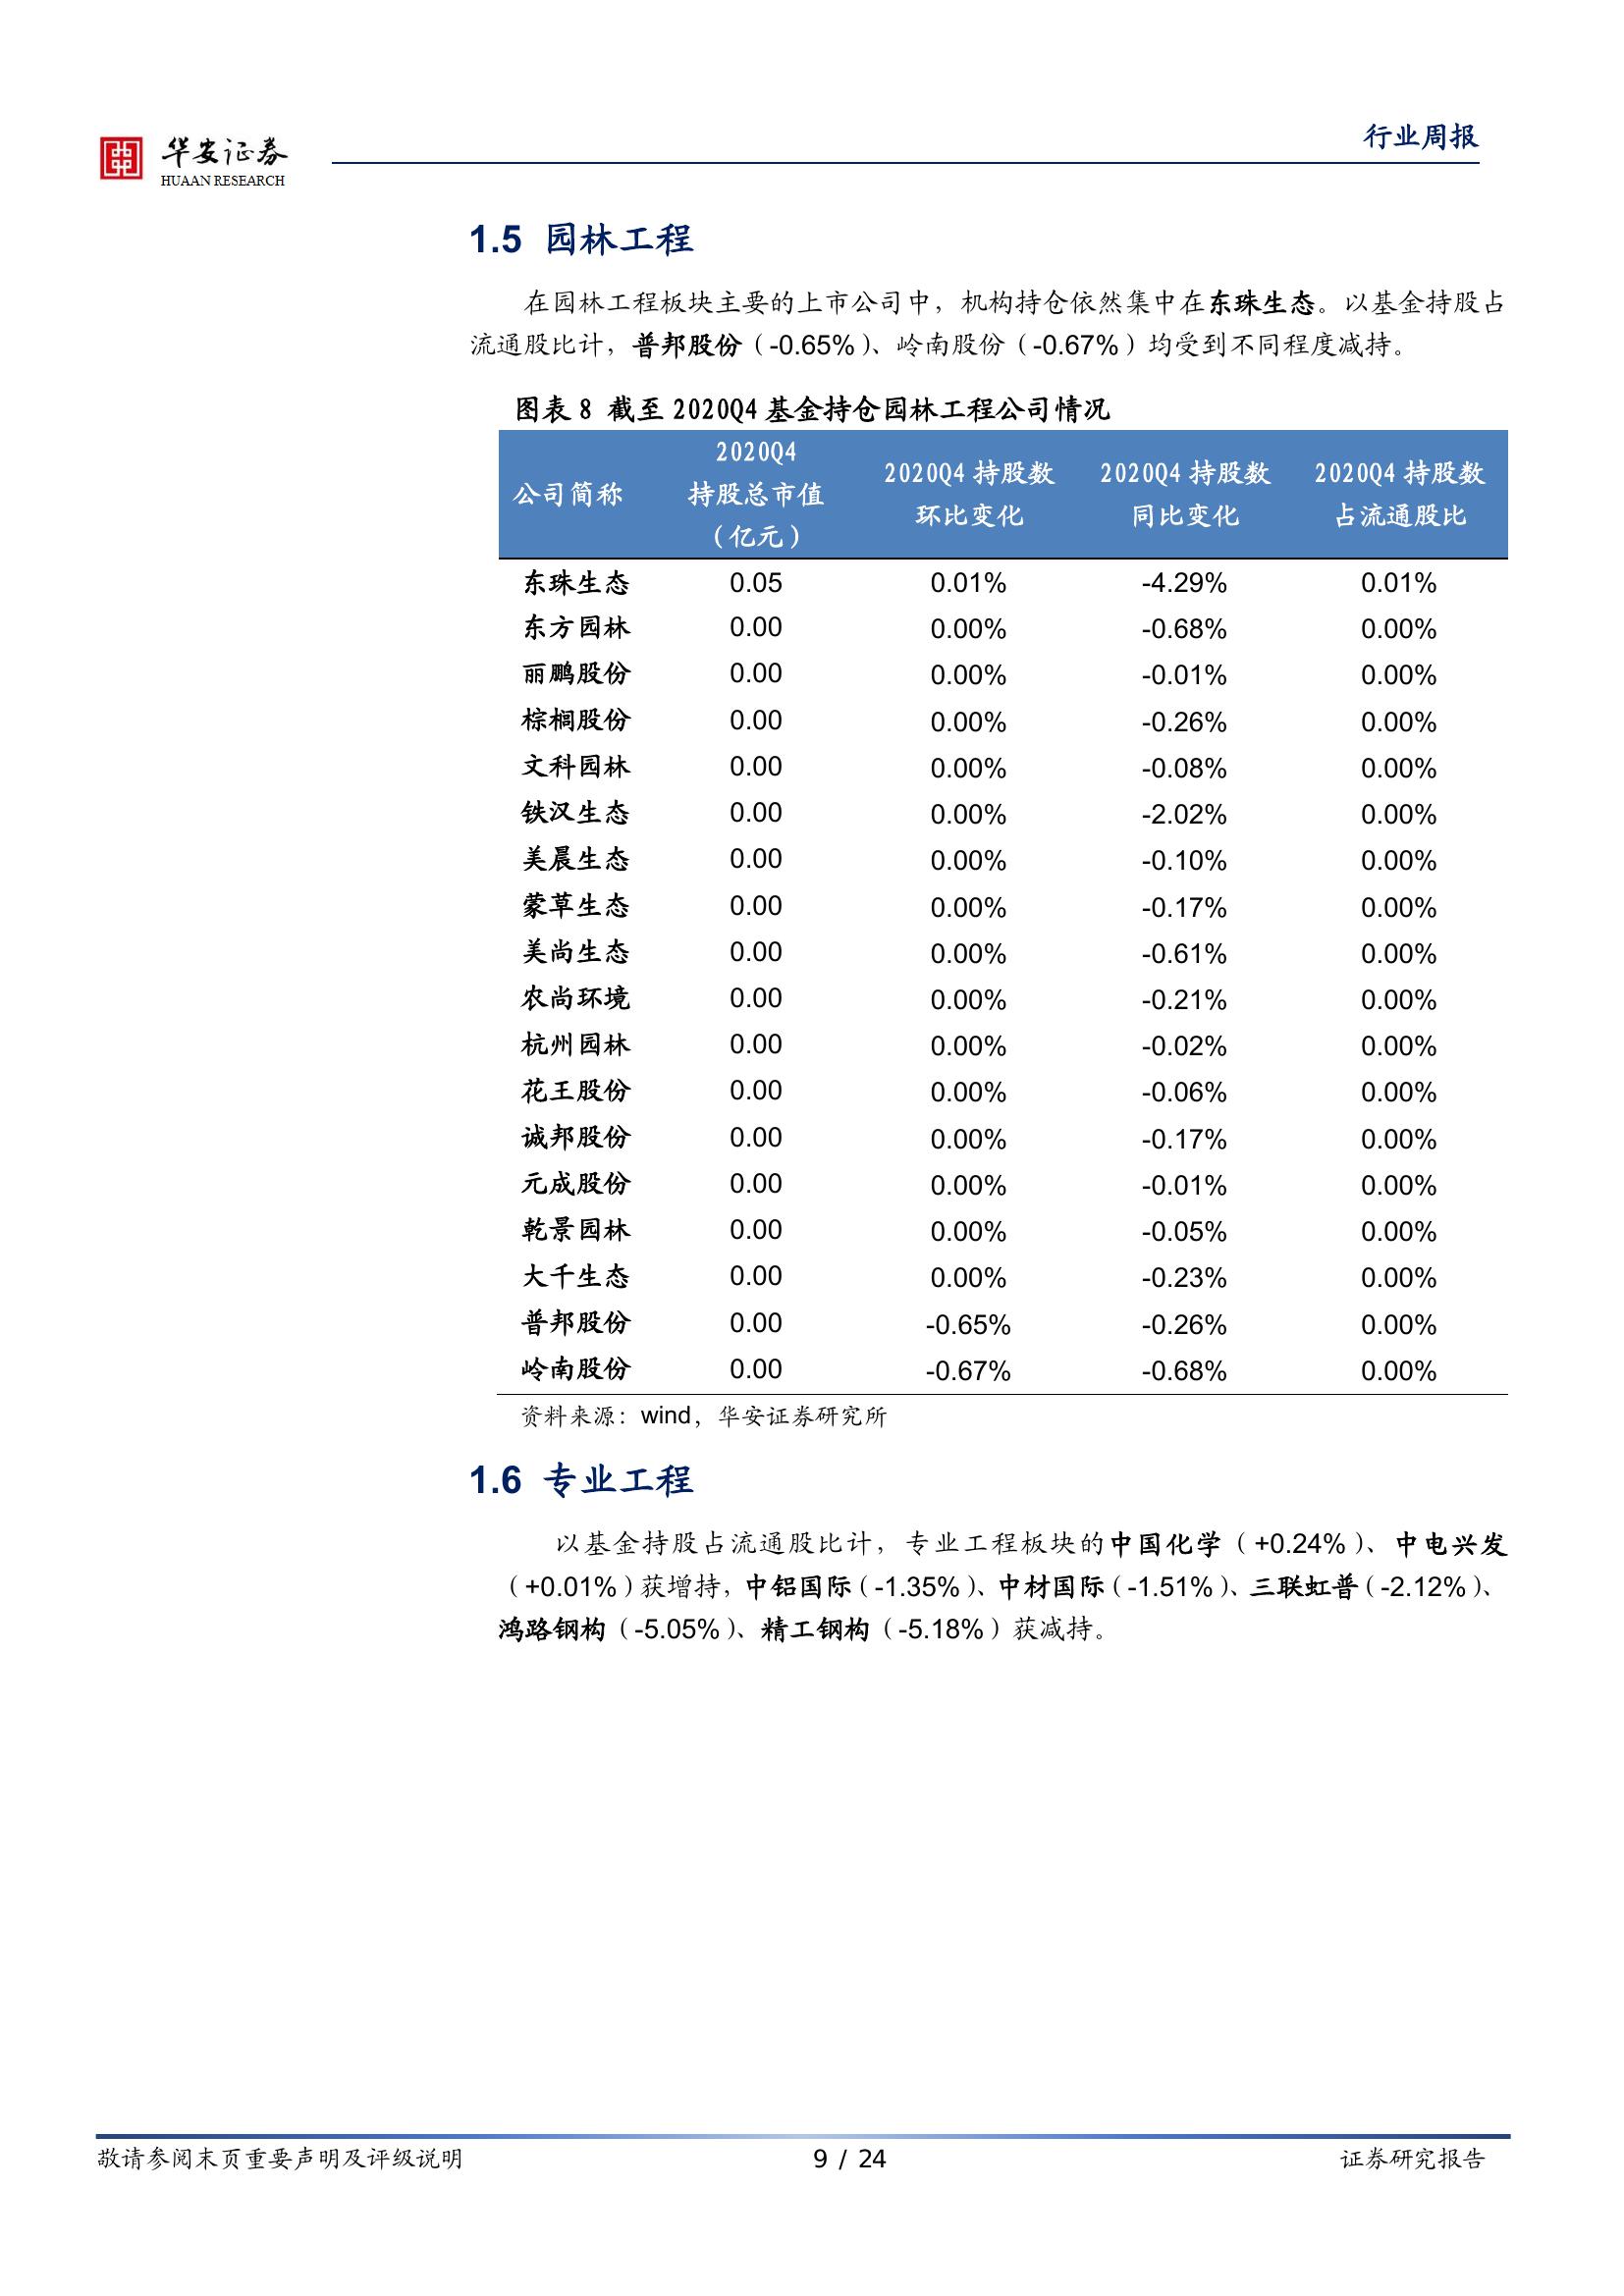 华安证券
HUAAN RESEARCH
行业周报
1.5 园林工程
在园林工程板块主要的上市公司中，机构持仓依然集中在东珠生态。以基金持股占
流通股比计，普邦股份（-0.65%）、岭南股份（-0.67%）均受到不同程度减持。
图表 8 截至 2020Q4 基金持仓园林工程公司情况
公司简称 2020Q4 持股总市值（亿元） 2020Q4 持股数环比变化 2020Q4 持股数同比变化 2020Q4 持股数占流通股比
东珠生态 0.05 0.01% -4.29% 0.01%
东方园林 0.00 0.00% -0.68% 0.00%
丽鹏股份 0.00 0.00% -0.01% 0.00%
棕榈股份 0.00 0.00% -0.26% 0.00%
文科园林 0.00 0.00% -0.08% 0.00%
铁汉生态 0.00 0.00% -2.02% 0.00%
美晨生态 0.00 0.00% -0.10% 0.00%
蒙草生态 0.00 0.00% -0.17% 0.00%
美尚生态 0.00 0.00% -0.61% 0.00%
农尚环境 0.00 0.00% -0.21% 0.00%
杭州园林 0.00 0.00% -0.02% 0.00%
花王股份 0.00 0.00% -0.06% 0.00%
诚邦股份 0.00 0.00% -0.17% 0.00%
元成股份 0.00 0.00% -0.01% 0.00%
乾景园林 0.00 0.00% -0.05% 0.00%
大千生态 0.00 0.00% -0.23% 0.00%
普邦股份 0.00 -0.65% -0.26% 0.00%
岭南股份 0.00 -0.67% -0.68% 0.00%
资料来源：wind，华安证券研究所
1.6 专业工程
以基金持股占流通股比计，专业工程板块的中国化学（+0.24%）、中电兴发
（+0.01%）获增持，中铝国际（-1.35%）、中材国际（-1.51%）、三联虹普（-2.12%）、
鸿路钢构（-5.05%）、精工钢构（-5.18%）获减持。
敬请参阅末页重要声明及评级说明 9 / 24 证券研究报告